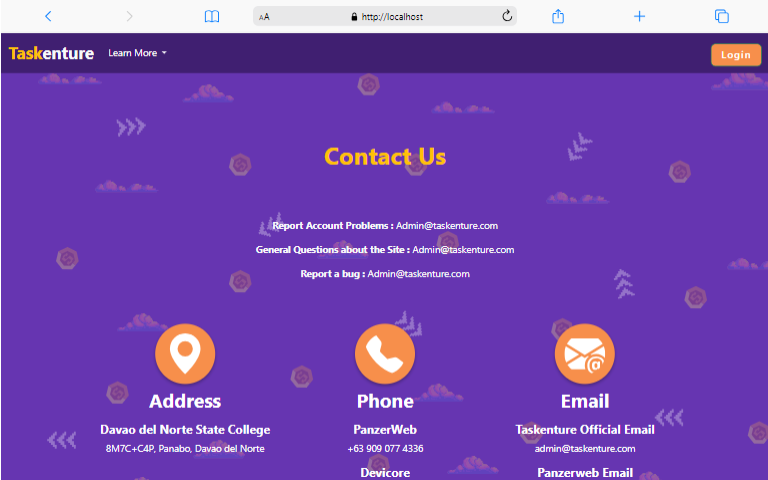 AA http://localhost
Taskenture Learn More Login
Contact Us
Report Account Problems : Admin@taskenture.com
General Questions about the Site : Admin@taskenture.com
Report a bug : Admin@taskenture.com
Address Phone Email
Davao del Norte State College PanzerWeb Taskenture Official Email
8M7C+C4P, Panabo, Davao del Norte +63 909 077 4336 admin@taskenture.com
Devicore Panzerweb Email